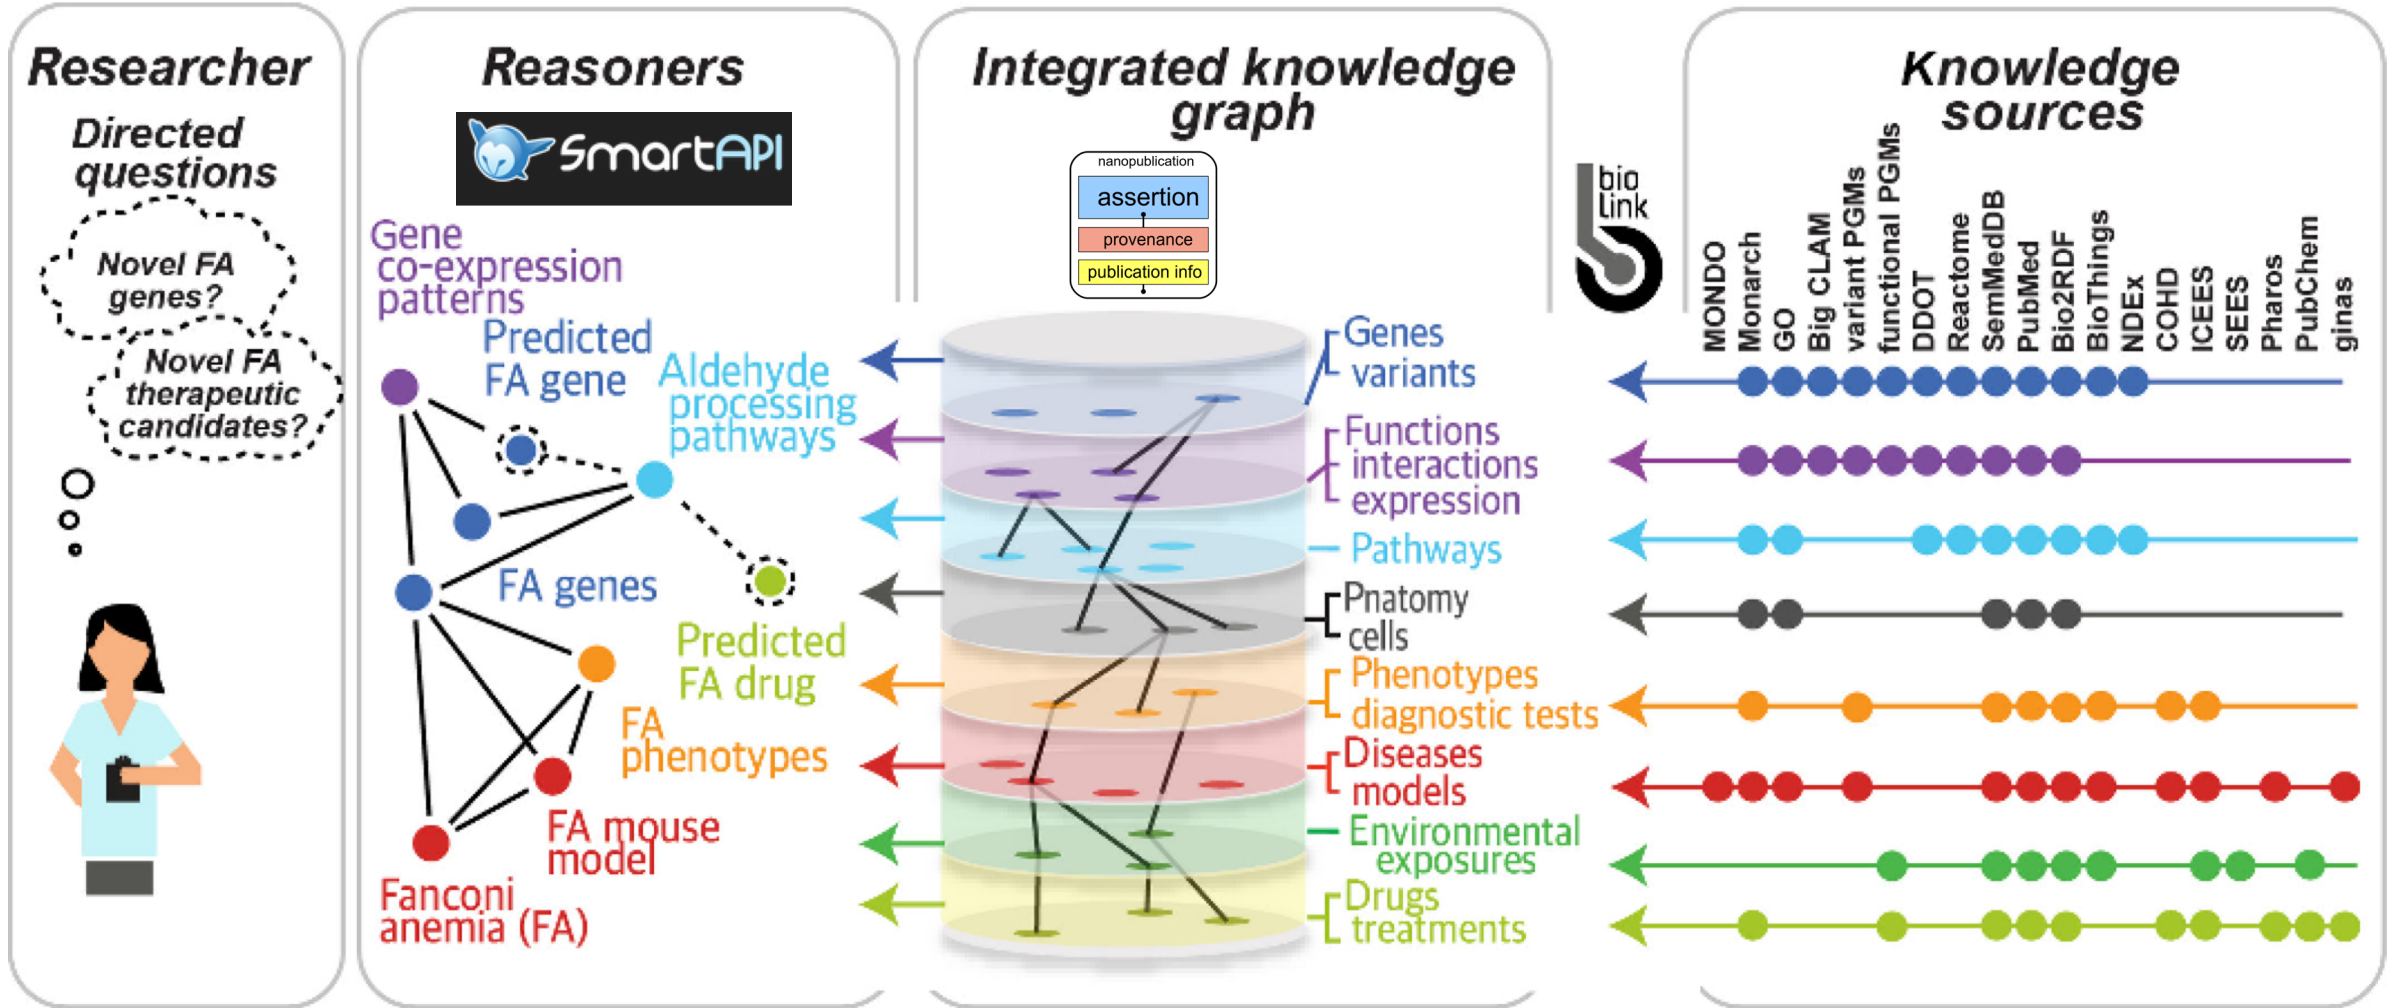 Researcher
Directed
questions
Novel FA
genes?
Novel FA
therapeutic
candidates?
Reasoners
SmartAPI
Gene
co-expression
patterns
Predicted
FA gene
Aldehyde
processing
pathways
FA genes
Predicted
FA drug
FA
phenotypes
FA mouse
model
Fanconi
anemia (FA)
Integrated knowledge
graph
nanopublication
assertion
provenance
publication info
Genes
variants
Functions
interactions
expression
Pathways
Pnatomy
cells
Phenotypes
diagnostic tests
Diseases
models
Environmental
exposures
Drugs
treatments
bio
link
Knowledge
sources
MONDO
Monarch
GO
Big CLAM
variant PGMs
functional PGMs
DDOT
Reactome
SemMedDB
PubMed
Bio2RDF
BioThings
NDEx
COHD
ICEES
SEES
Pharos
PubChem
ginas